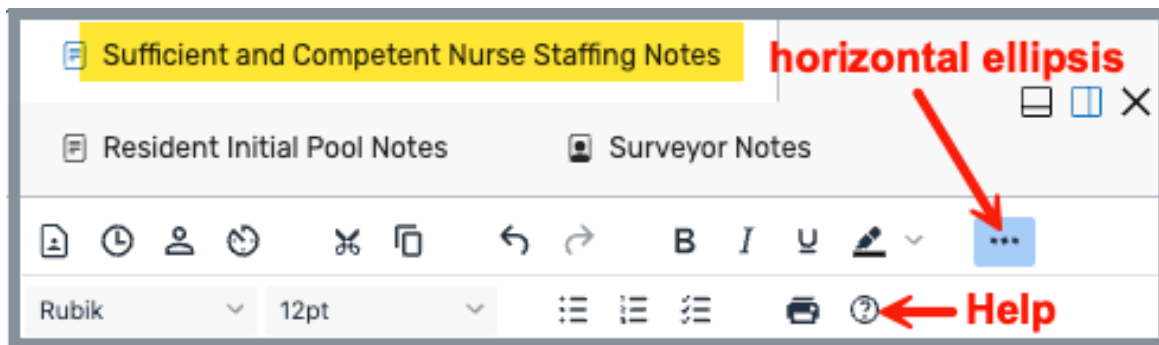 Sufficient and Competent Nurse Staffing Notes
horizontal ellipsis
Resident Initial Pool Notes
Surveyor Notes
B I U
Rubik
12pt
Help